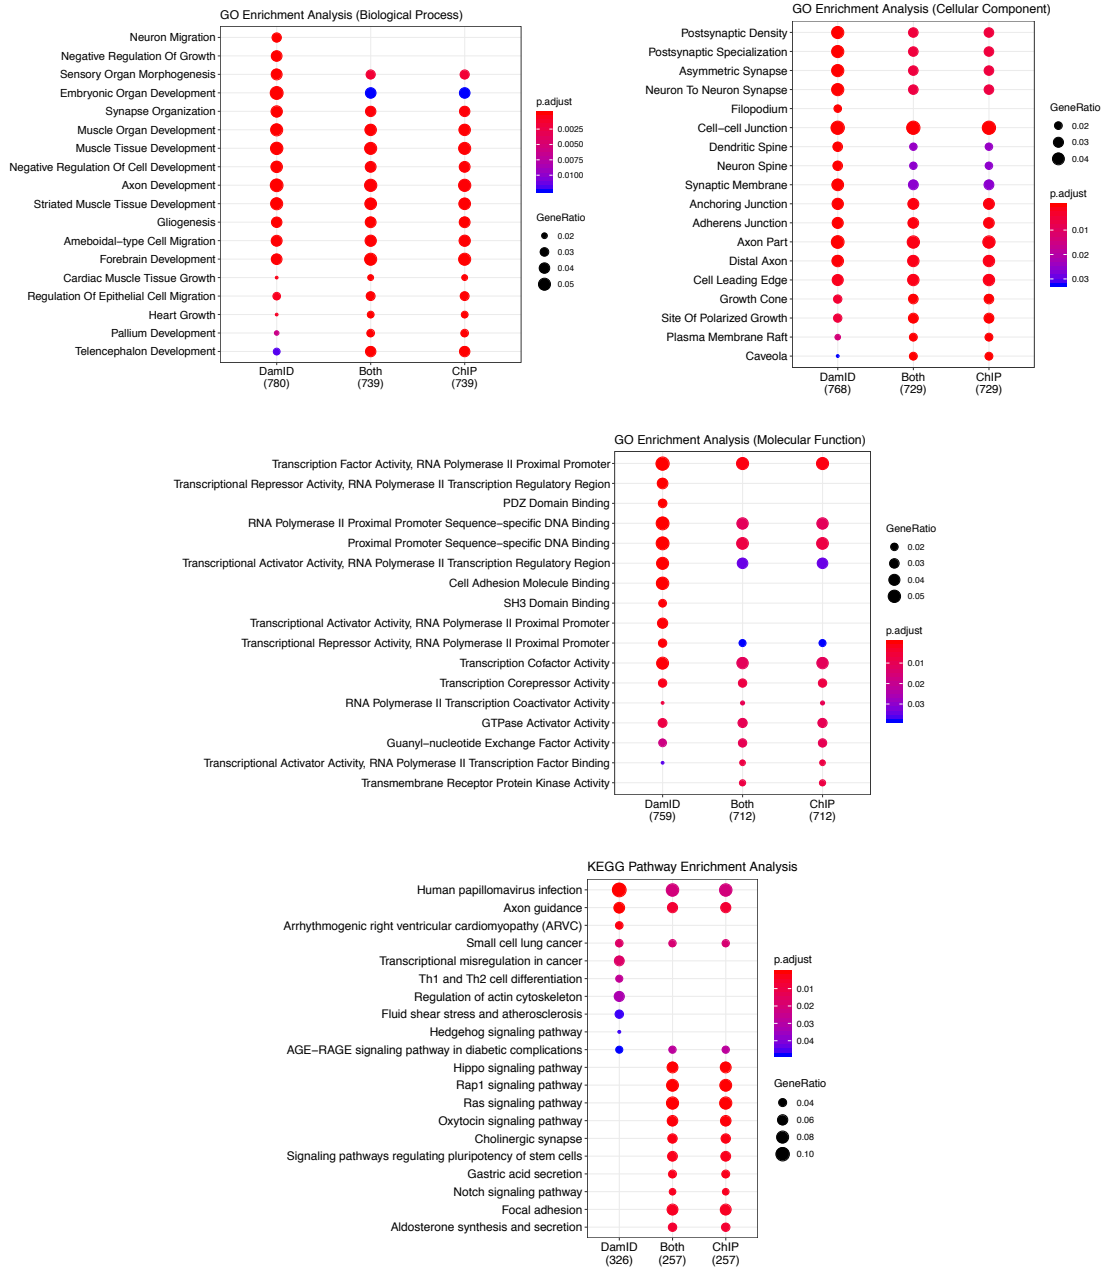 GO Enrichment Analysis (Biological Process)
Neuron Migration
Negative Regulation Of Growth
Sensory Organ Morphogenesis
Embryonic Organ Development
Synapse Organization
Muscle Organ Development
Muscle Tissue Development
Negative Regulation Of Cell Development
Axon Development
Striated Muscle Tissue Development
Gliogenesis
Ameboidal−type Cell Migration
Forebrain Development
Cardiac Muscle Tissue Growth
Regulation Of Epithelial Cell Migration
Heart Growth
Pallium Development
Telencephalon Development
DamID Both ChIP
(780) (739) (739)
p.adjust
0.0025
0.0050
0.0075
0.0100
GeneRatio
0.02
0.03
0.04
0.05
GO Enrichment Analysis (Cellular Component)
Postsynaptic Density
Postsynaptic Specialization
Asymmetric Synapse
Neuron To Neuron Synapse
Filopodium
Cell−cell Junction
Dendritic Spine
Neuron Spine
Synaptic Membrane
Anchoring Junction
Adherens Junction
Axon Part
Distal Axon
Cell Leading Edge
Growth Cone
Site Of Polarized Growth
Plasma Membrane Raft
Caveola
DamID Both ChIP
(768) (729) (729)
GeneRatio
0.02
0.03
0.04
p.adjust
0.01
0.02
0.03
GO Enrichment Analysis (Molecular Function)
Transcription Factor Activity, RNA Polymerase II Proximal Promoter
Transcriptional Repressor Activity, RNA Polymerase II Transcription Regulatory Region
PDZ Domain Binding
RNA Polymerase II Proximal Promoter Sequence−specific DNA Binding
Proximal Promoter Sequence−specific DNA Binding
Transcriptional Activator Activity, RNA Polymerase II Transcription Regulatory Region
Cell Adhesion Molecule Binding
SH3 Domain Binding
Transcriptional Activator Activity, RNA Polymerase II Proximal Promoter
Transcriptional Repressor Activity, RNA Polymerase II Proximal Promoter
Transcription Cofactor Activity
Transcription Corepressor Activity
RNA Polymerase II Transcription Coactivator Activity
GTPase Activator Activity
Guanyl−nucleotide Exchange Factor Activity
Transcriptional Activator Activity, RNA Polymerase II Transcription Factor Binding
Transmembrane Receptor Protein Kinase Activity
DamID Both ChIP
(759) (712) (712)
GeneRatio
0.02
0.03
0.04
0.05
p.adjust
0.01
0.02
0.03
KEGG Pathway Enrichment Analysis
Human papillomavirus infection
Axon guidance
Arrhythmogenic right ventricular cardiomyopathy (ARVC)
Small cell lung cancer
Transcriptional misregulation in cancer
Th1 and Th2 cell differentiation
Regulation of actin cytoskeleton
Fluid shear stress and atherosclerosis
Hedgehog signaling pathway
AGE−RAGE signaling pathway in diabetic complications
Hippo signaling pathway
Rap1 signaling pathway
Ras signaling pathway
Oxytocin signaling pathway
Cholinergic synapse
Signaling pathways regulating pluripotency of stem cells
Gastric acid secretion
Notch signaling pathway
Focal adhesion
Aldosterone synthesis and secretion
DamID Both ChIP
(326) (257) (257)
p.adjust
0.01
0.02
0.03
0.04
GeneRatio
0.04
0.06
0.08
0.10